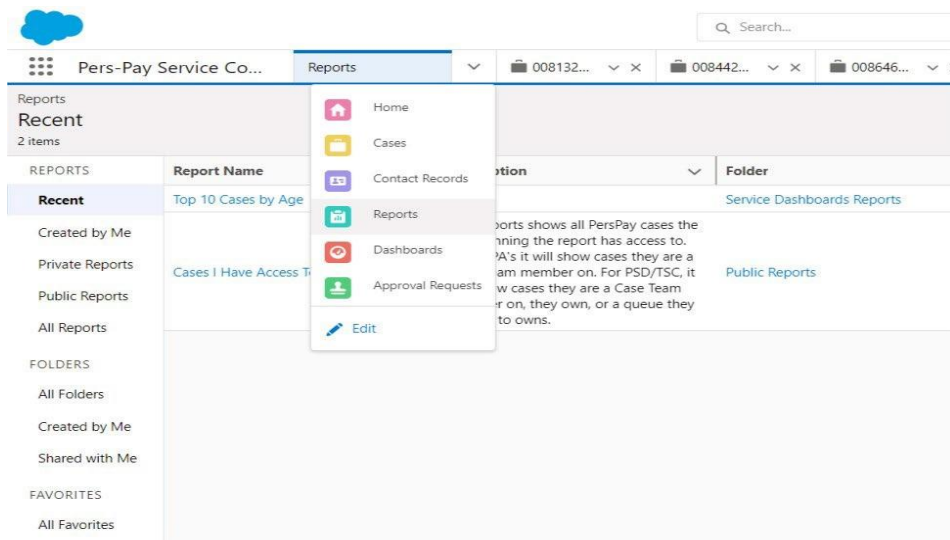 Search...
Pers-Pay Service Co...
Reports
008132...
008442...
008646...
Reports
Recent
2 items
Home
Cases
Contact Records
Reports
Dashboards
Approval Requests
Edit
REPORTS
Recent
Created by Me
Private Reports
Public Reports
All Reports
FOLDERS
All Folders
Created by Me
Shared with Me
FAVORITES
All Favorites
Report Name
Folder
Top 10 Cases by Age
Service Dashboards Reports
Cases I Have Access
shows all PersPay cases the
the report has access to.
it will show cases they are a
member on. For PSD/TSC, it
cases they are a Case Team
on, they own, or a queue they
to owns.
Public Reports